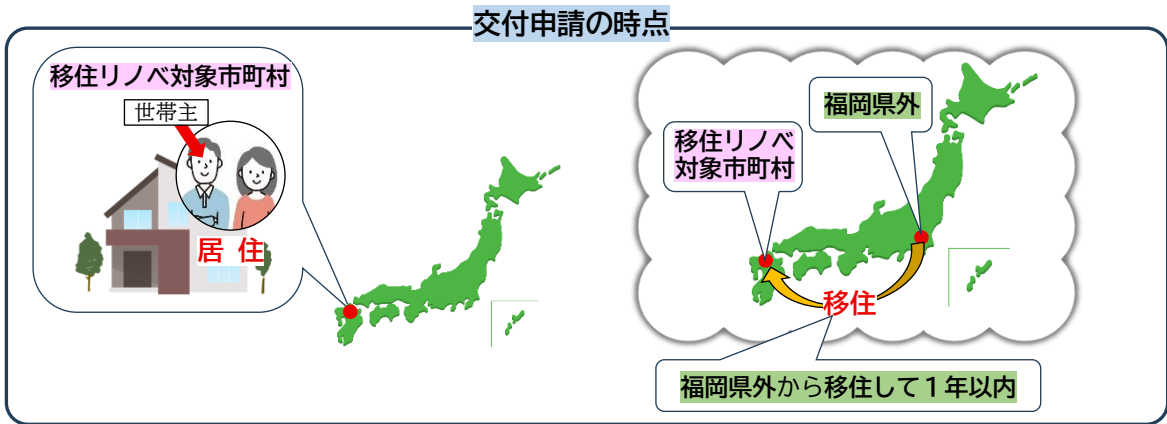 交付申請の時点
移住リノベ対象市町村
世帯主
居 住
福岡県外
移住リノベ
対象市町村
移住
福岡県外から移住して１年以内